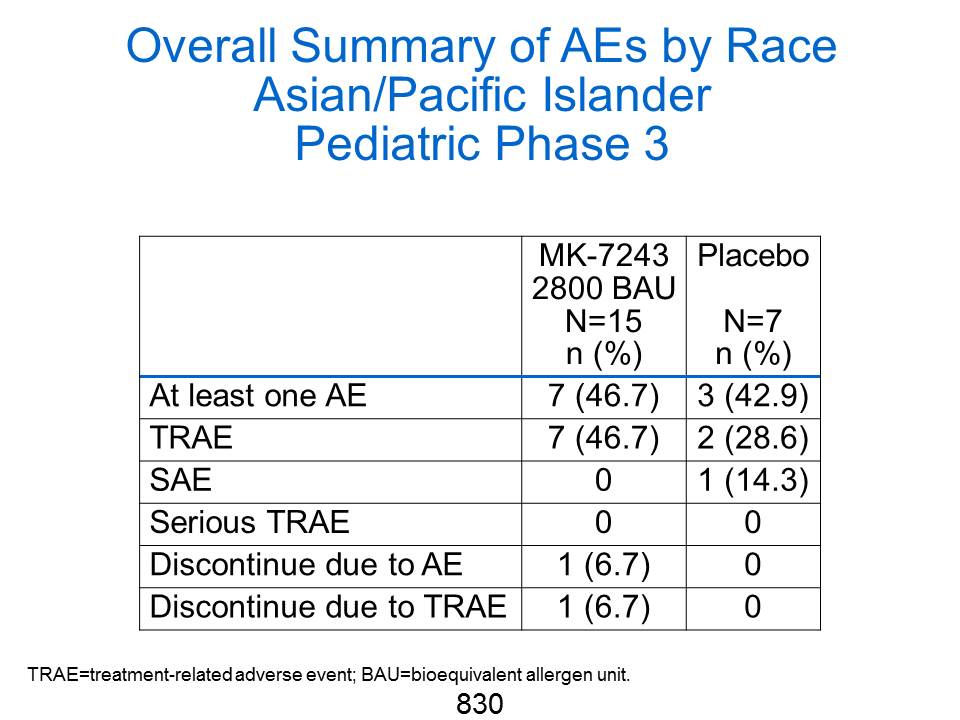 Overall Summary of AEs by Race
Asian/Pacific Islander
Pediatric Phase 3
MK-7243 Placebo
2800 BAU
N=15 N=7
n (%) n (%)
At least one AE 7 (46.7) 3 (42.9)
TRAE 7 (46.7) 2 (28.6)
SAE 0 1 (14.3)
Serious TRAE 0 0
Discontinue due to AE 1 (6.7) 0
Discontinue due to TRAE 1 (6.7) 0
TRAE=treatment-related adverse event; BAU=bioequivalent allergen unit.
830